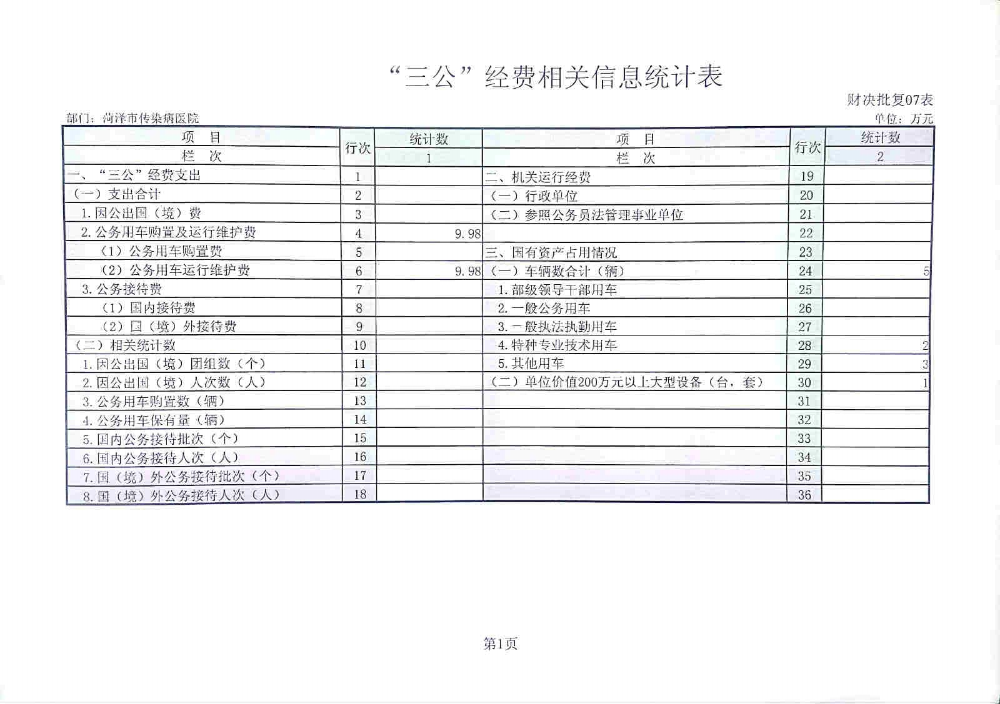 “三公”经费相关信息统计表
财决批复07表
部门：菏泽市传染病医院 单位：万元
项 目 行次 统计数 项 目 行次 统计数
栏 次 1 栏 次 2
一、“三公”经费支出 1 二、机关运行经费 19
（一）支出合计 2 （一）行政单位 20
1.因公出国（境）费 3 （二）参照公务员法管理事业单位 21
2.公务用车购置及运行维护费 4 9.98 22
（1）公务用车购置费 5 三、国有资产占用情况 23
（2）公务用车运行维护费 6 9.98 （一）车辆数合计（辆） 24 5
3.公务接待费 7 1.部级领导干部用车 25
（1）国内接待费 8 2.一般公务用车 26
（2）国（境）外接待费 9 3.一般执法执勤用车 27
（二）相关统计数 10 4.特种专业技术用车 28 2
1.因公出国（境）团组数（个） 11 5.其他用车 29 3
2.因公出国（境）人次数（人） 12 （二）单位价值200万元以上大型设备（台，套） 30 1
3.公务用车购置数（辆） 13 31
4.公务用车保有量（辆） 14 32
5.国内公务接待批次（个） 15 33
6.国内公务接待人次（人） 16 34
7.国（境）外公务接待批次（个） 17 35
8.国（境）外公务接待人次（人） 18 36
第1页